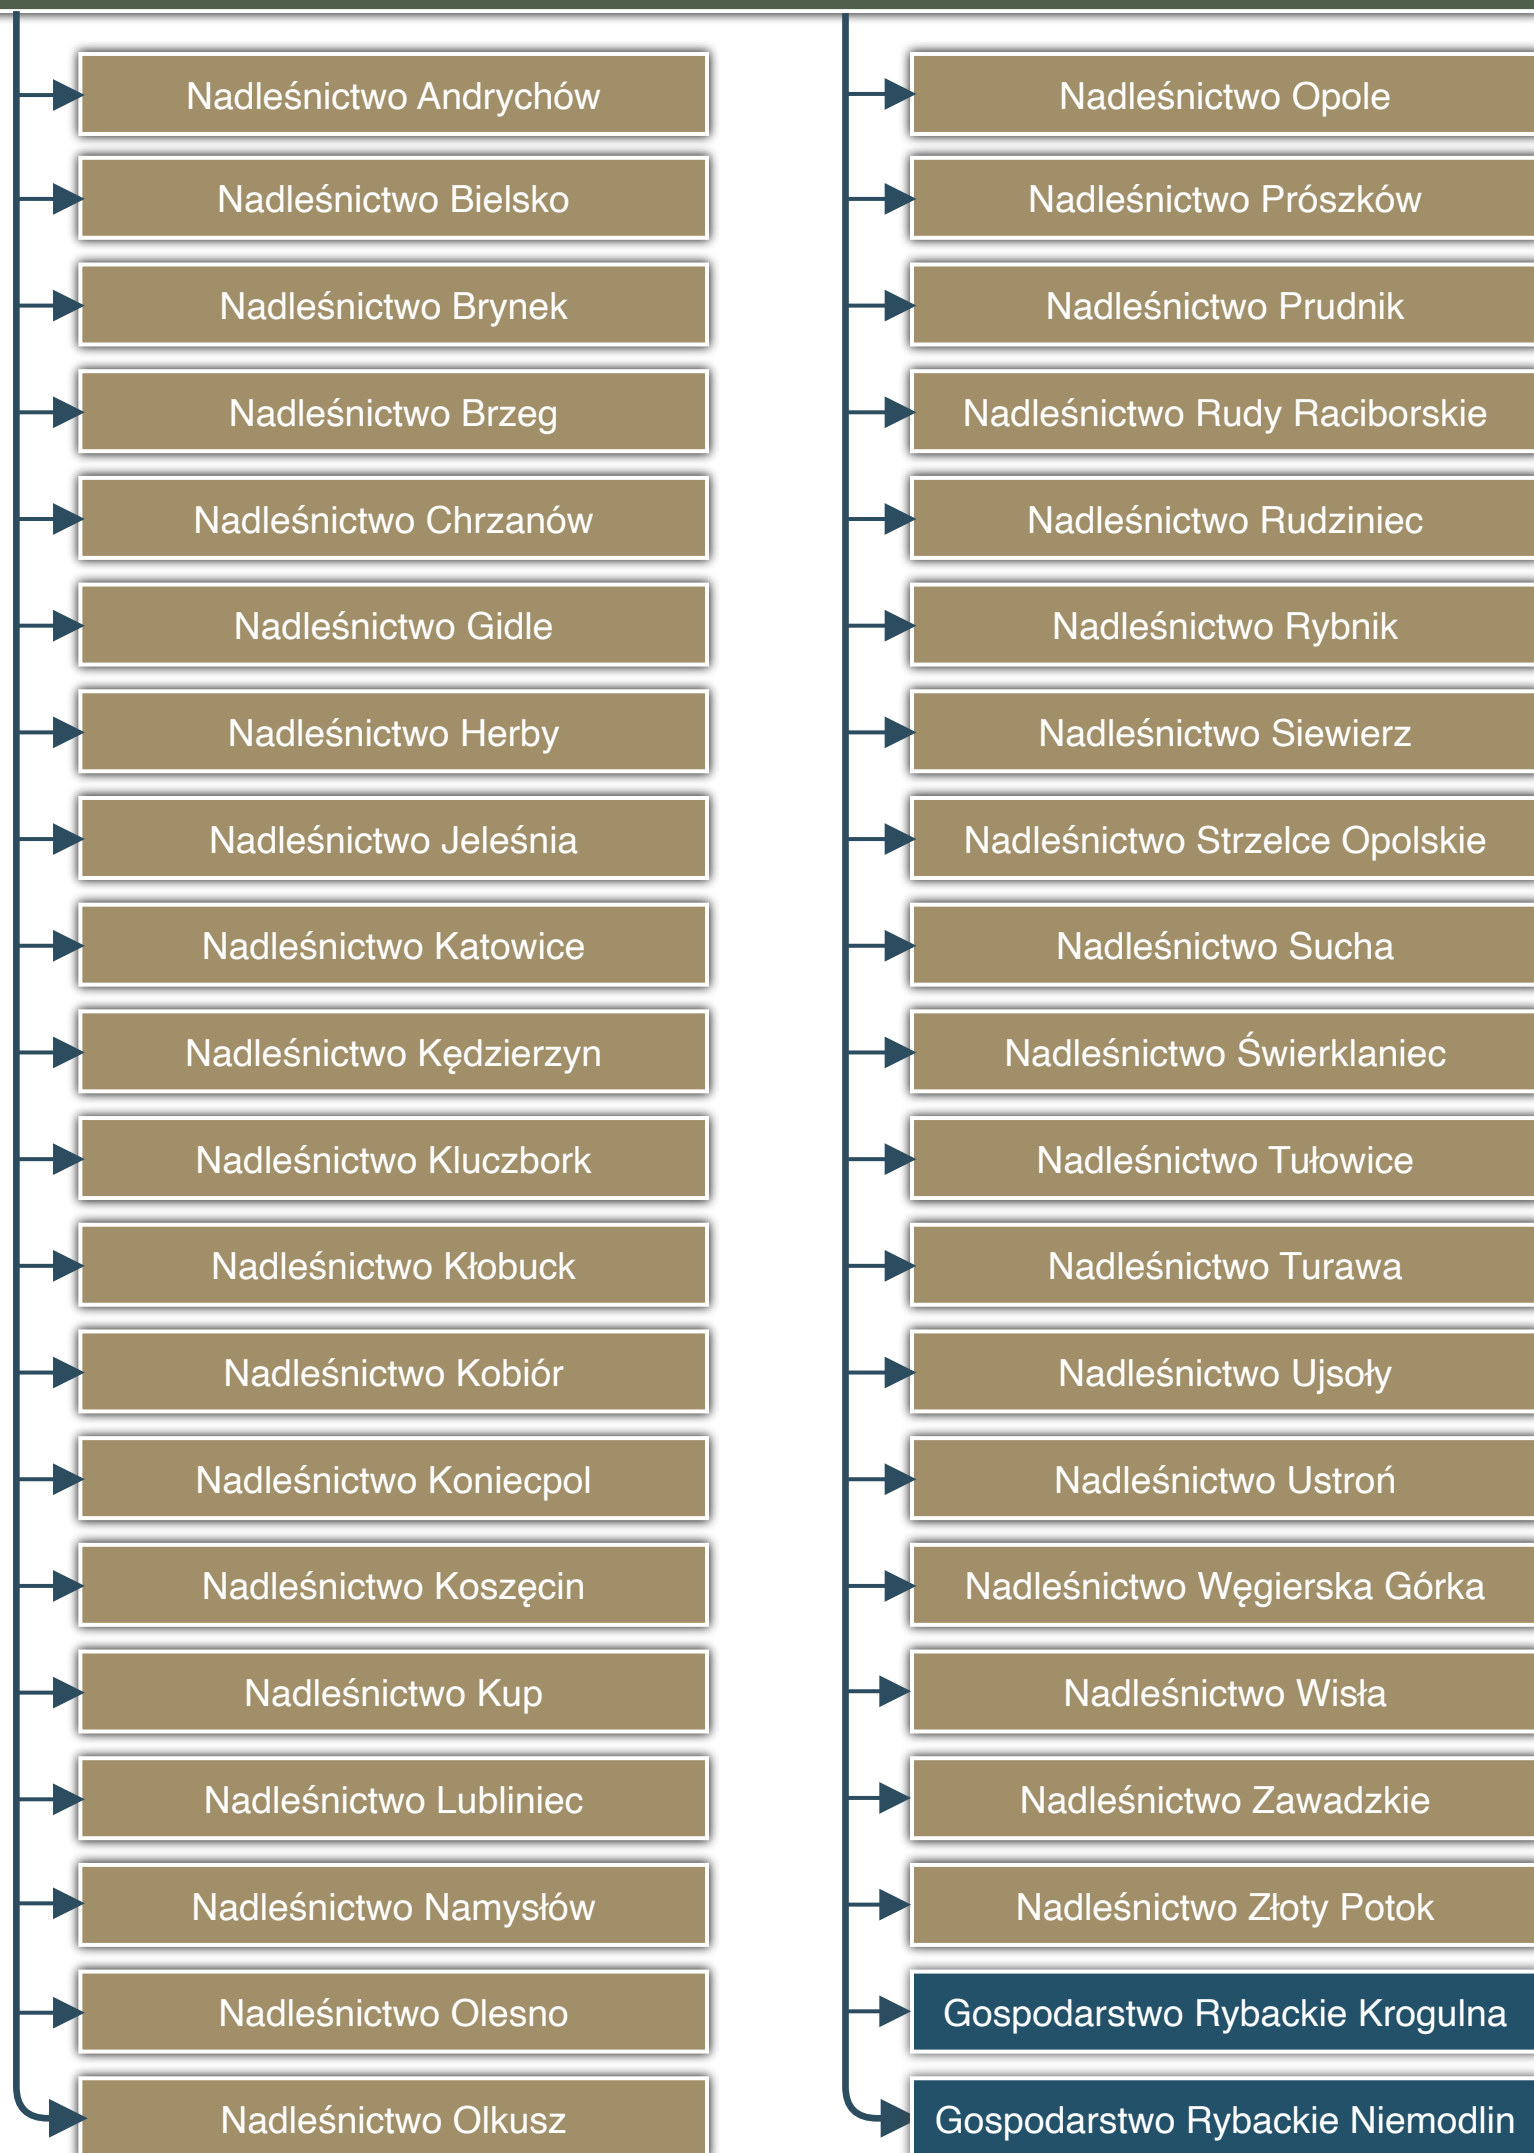 Nadleśnictwo Andrychów
Nadleśnictwo Bielsko
Nadleśnictwo Brynek
Nadleśnictwo Brzeg
Nadleśnictwo Chrzanów
Nadleśnictwo Gidle
Nadleśnictwo Herby
Nadleśnictwo Jeleśnia
Nadleśnictwo Katowice
Nadleśnictwo Kędzierzyn
Nadleśnictwo Kluczbork
Nadleśnictwo Kłobuck
Nadleśnictwo Kobiór
Nadleśnictwo Koniecpol
Nadleśnictwo Koszęcin
Nadleśnictwo Kup
Nadleśnictwo Lubliniec
Nadleśnictwo Namysłów
Nadleśnictwo Olesno
Nadleśnictwo Olkusz
Nadleśnictwo Opole
Nadleśnictwo Prószków
Nadleśnictwo Prudnik
Nadleśnictwo Rudy Raciborskie
Nadleśnictwo Rudziniec
Nadleśnictwo Rybnik
Nadleśnictwo Siewierz
Nadleśnictwo Strzelce Opolskie
Nadleśnictwo Sucha
Nadleśnictwo Świerklaniec
Nadleśnictwo Tułowice
Nadleśnictwo Turawa
Nadleśnictwo Ujsoły
Nadleśnictwo Ustroń
Nadleśnictwo Węgierska Górka
Nadleśnictwo Wisła
Nadleśnictwo Zawadzkie
Nadleśnictwo Złoty Potok
Gospodarstwo Rybackie Krogulna
Gospodarstwo Rybackie Niemodlin